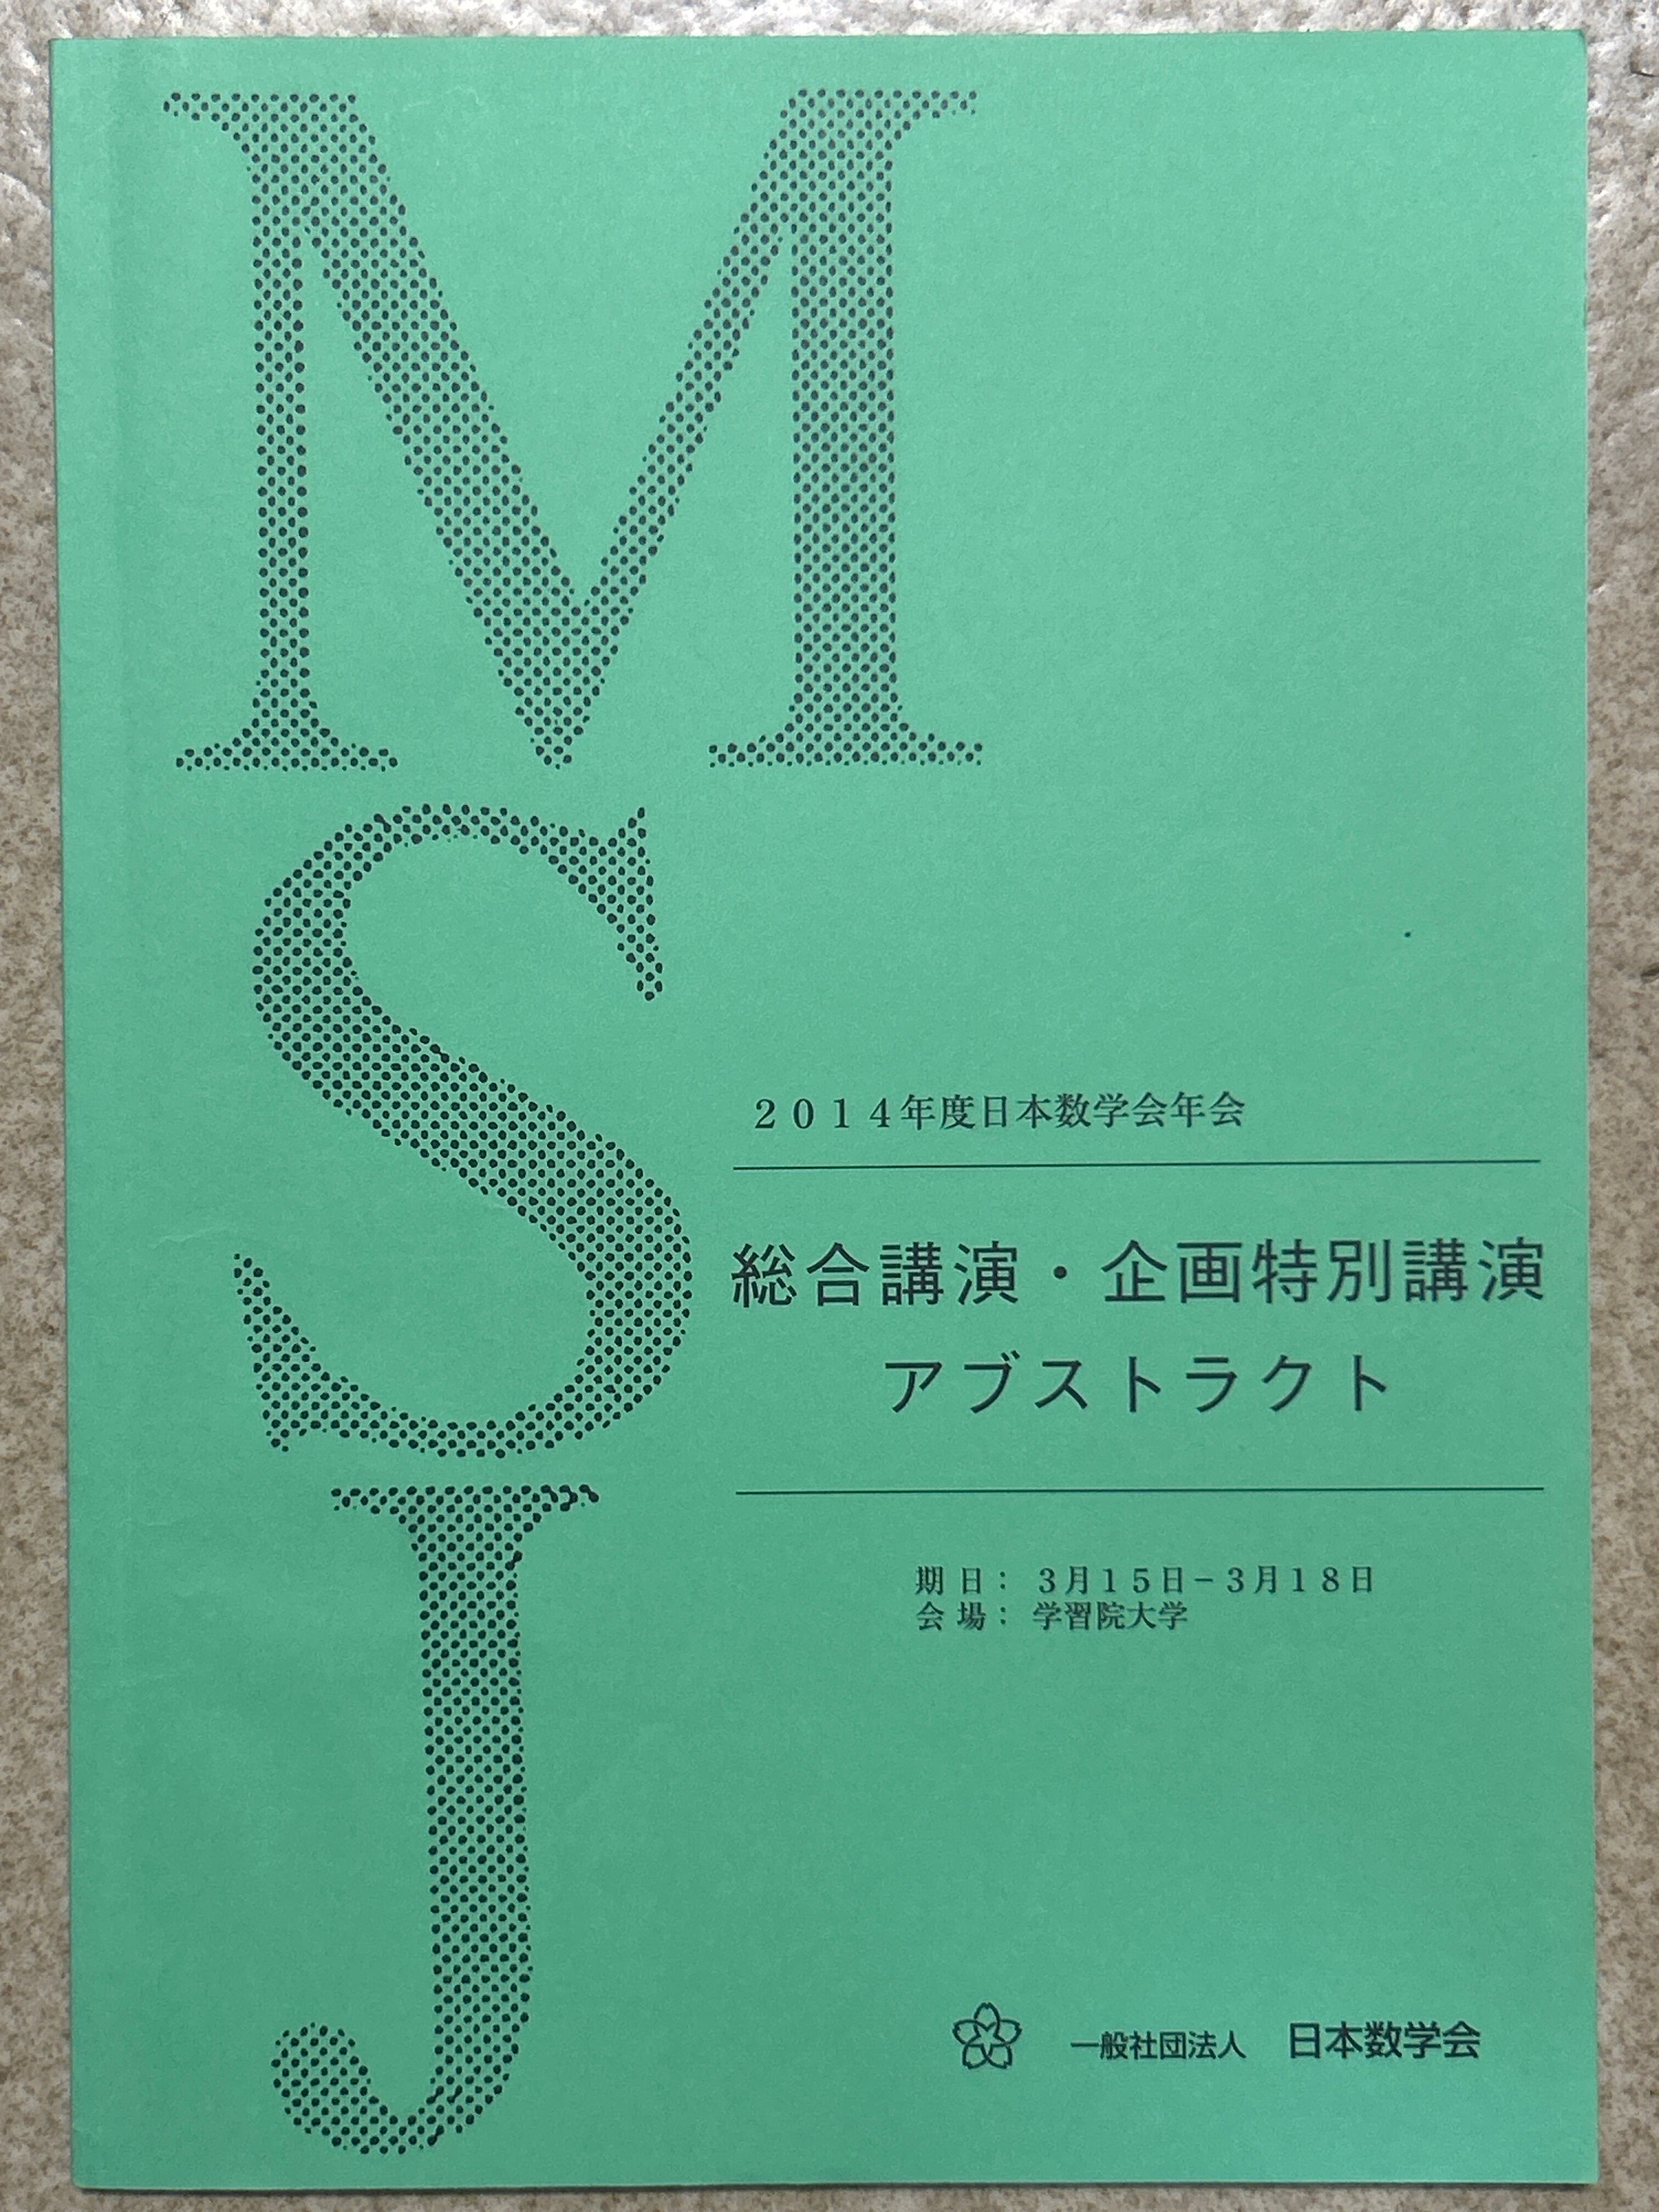 M
S
J
２０１４年度日本数学会年会
総合講演・企画特別講演
アブストラクト
期 日： ３月１５日−３月１８日
会 場： 学習院大学
一般社団法人 日本数学会